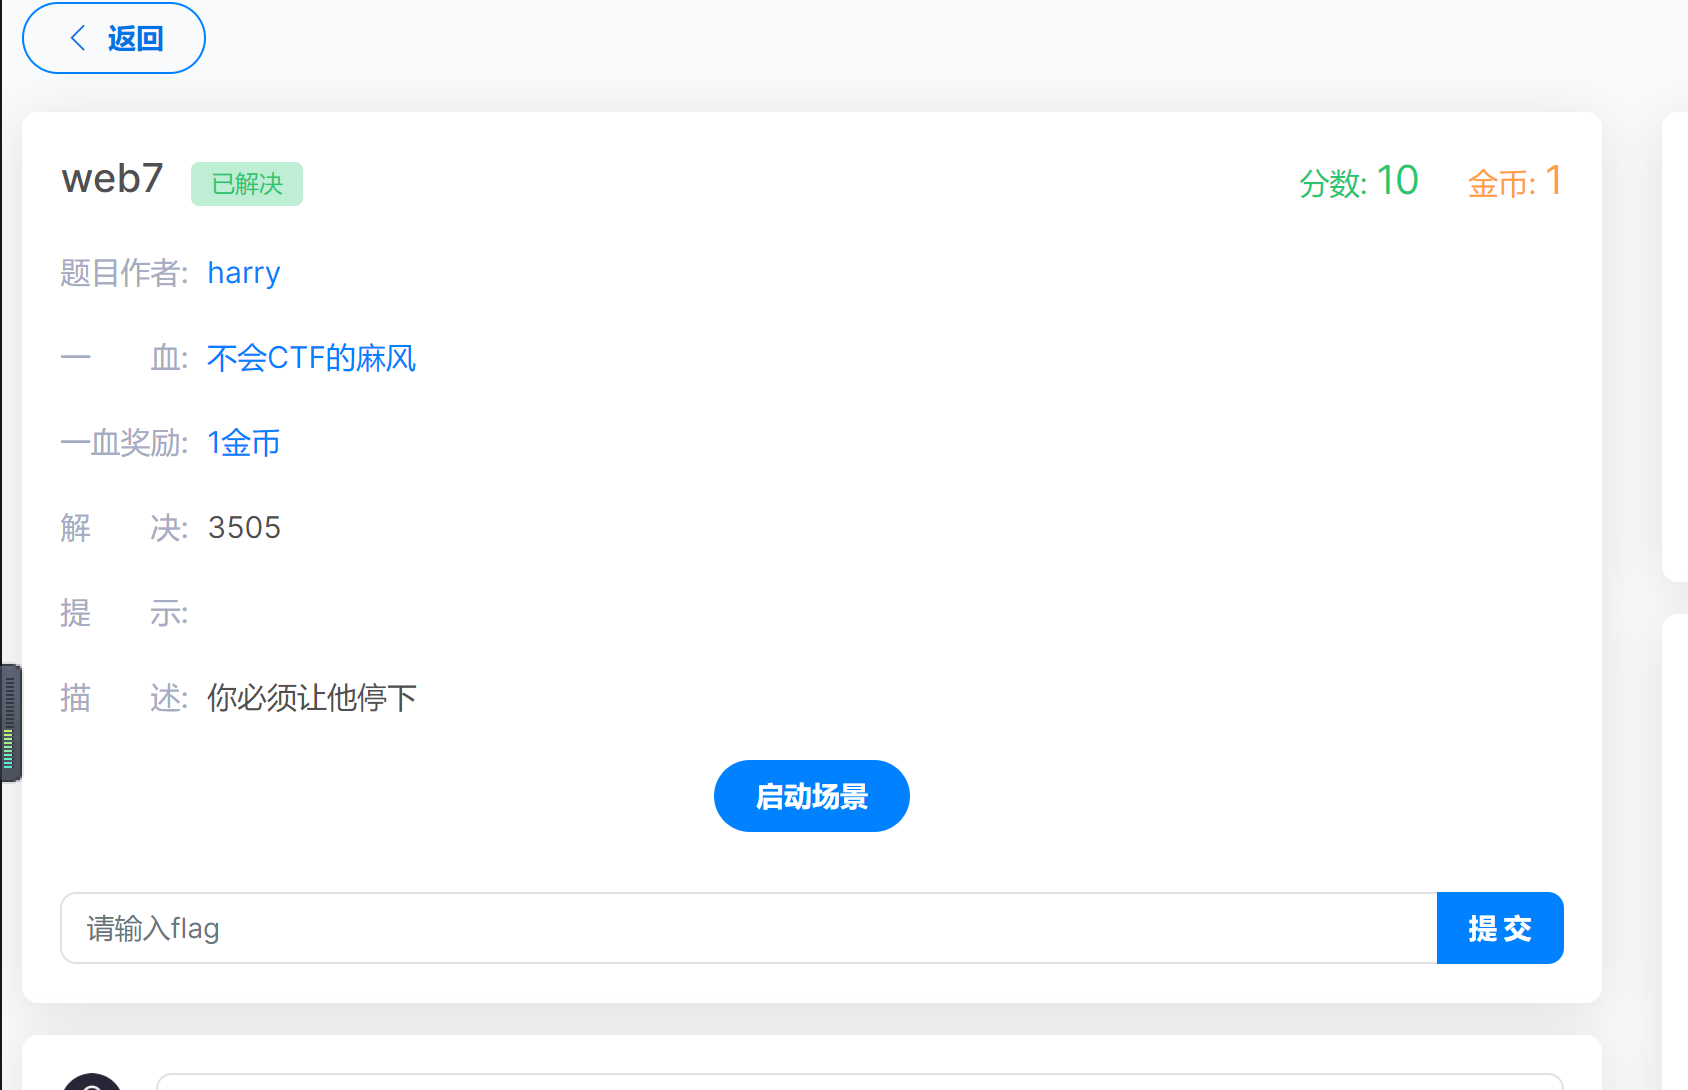 返回
web7 已解决 分数: 10 金币: 1
题目作者: harry
一 血: 不会CTF的麻风
一血奖励: 1金币
解 决: 3505
提 示:
描 述: 你必须让他停下
启动场景
请输入flag 提 交